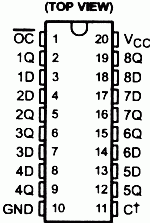 (TOP VIEW)
OC 1 20 VCC
1Q 2 19 8Q
1D 3 18 8D
2D 4 17 7D
2Q 5 16 7Q
3Q 6 15 6Q
3D 7 14 6D
4D 8 13 5D
4Q 9 12 5Q
GND 10 11 C↑